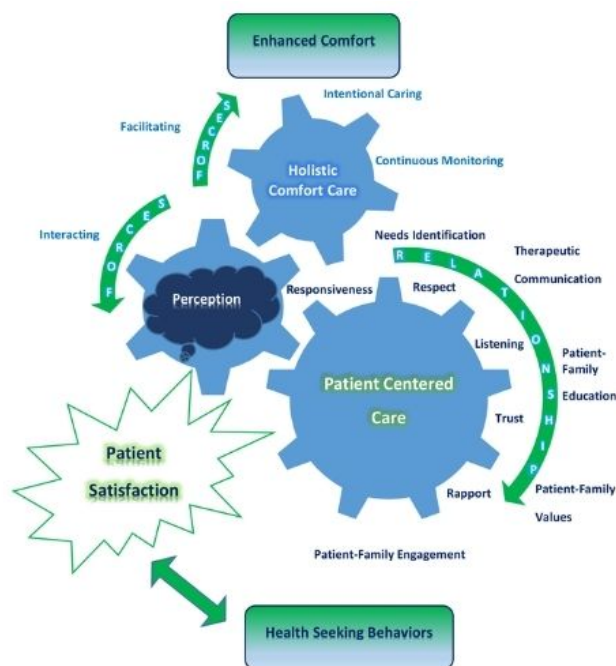 Enhanced Comfort
Intentional Caring
Facilitating
FORCES
Holistic
Comfort Care
Continuous Monitoring
Interacting
FORCES
Needs Identification
RELATIONSHIP
Therapeutic
Communication
Perception
Responsiveness
Respect
Listening
Patient-
Family
Education
Patient Centered
Care
Trust
Patient
Satisfaction
Rapport
Patient-Family
Values
Patient-Family Engagement
Health Seeking Behaviors